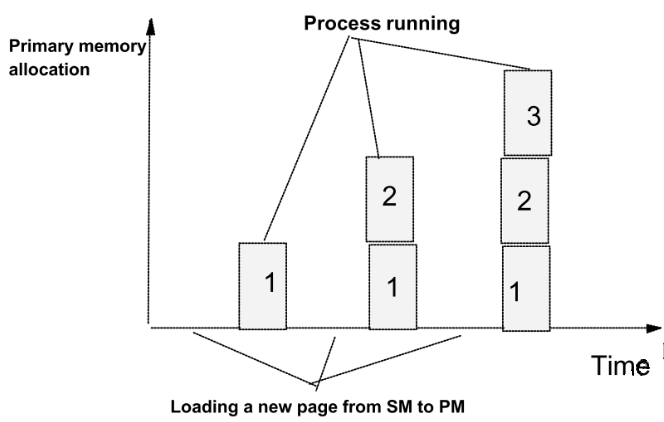 Process running
Primary memory
allocation
3
2
2
1
1
1
Time
Loading a new page from SM to PM